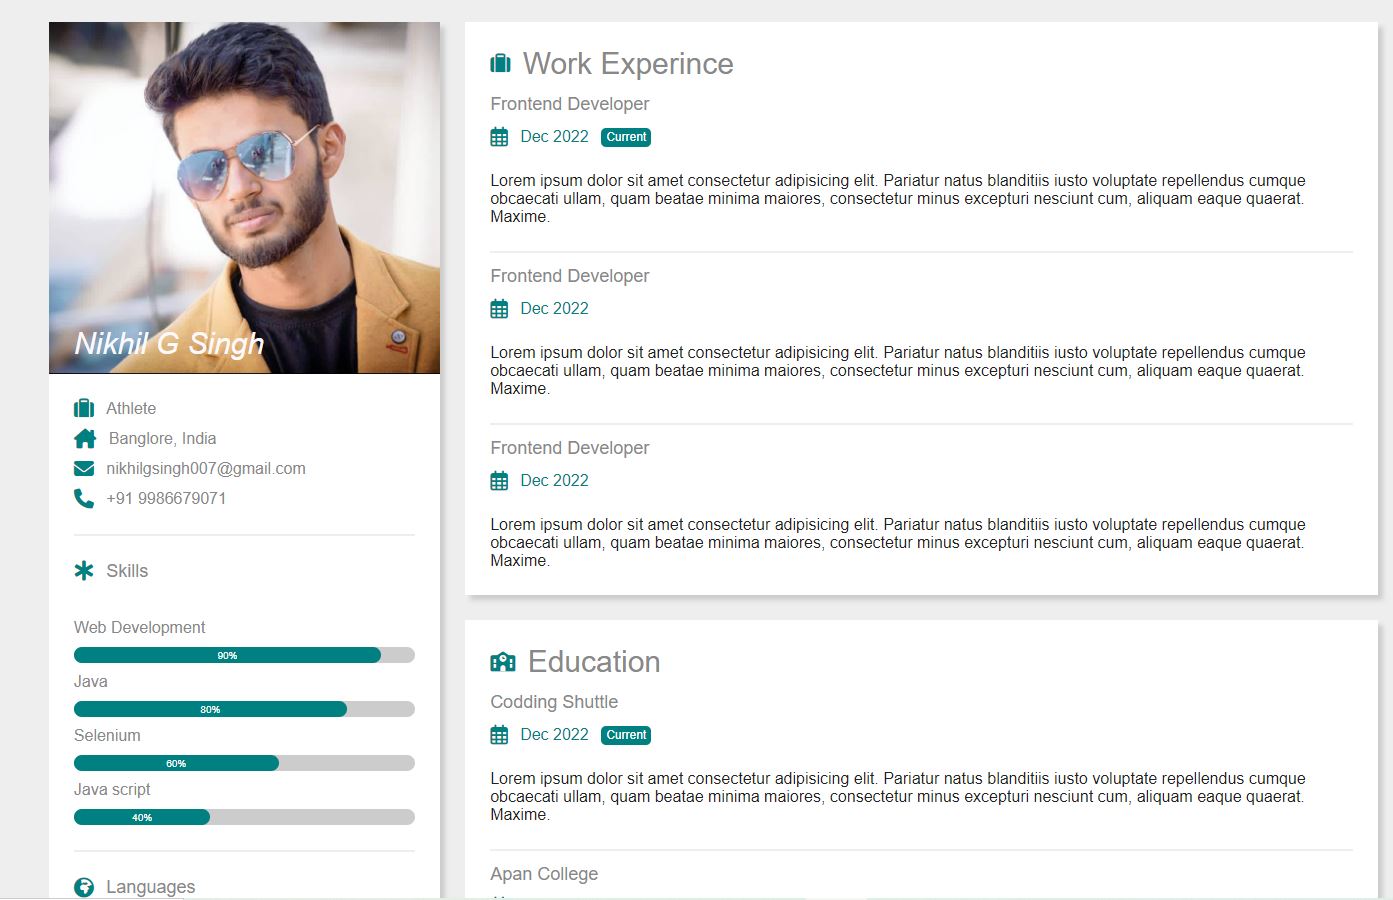 Nikhil G Singh
Athlete
Banglore, India
nikhilgsingh007@gmail.com
+91 9986679071
Skills
Web Development
90%
Java
80%
Selenium
60%
Java script
40%
Languages
Work Experince
Frontend Developer
Dec 2022 Current
Lorem ipsum dolor sit amet consectetur adipisicing elit. Pariatur natus blanditiis iusto voluptate repellendus cumque
obcaecati ullam, quam beatae minima maiores, consectetur minus excepturi nesciunt cum, aliquam eaque quaerat.
Maxime.
Frontend Developer
Dec 2022
Lorem ipsum dolor sit amet consectetur adipisicing elit. Pariatur natus blanditiis iusto voluptate repellendus cumque
obcaecati ullam, quam beatae minima maiores, consectetur minus excepturi nesciunt cum, aliquam eaque quaerat.
Maxime.
Frontend Developer
Dec 2022
Lorem ipsum dolor sit amet consectetur adipisicing elit. Pariatur natus blanditiis iusto voluptate repellendus cumque
obcaecati ullam, quam beatae minima maiores, consectetur minus excepturi nesciunt cum, aliquam eaque quaerat.
Maxime.
Education
Codding Shuttle
Dec 2022 Current
Lorem ipsum dolor sit amet consectetur adipisicing elit. Pariatur natus blanditiis iusto voluptate repellendus cumque
obcaecati ullam, quam beatae minima maiores, consectetur minus excepturi nesciunt cum, aliquam eaque quaerat.
Maxime.
Apan College